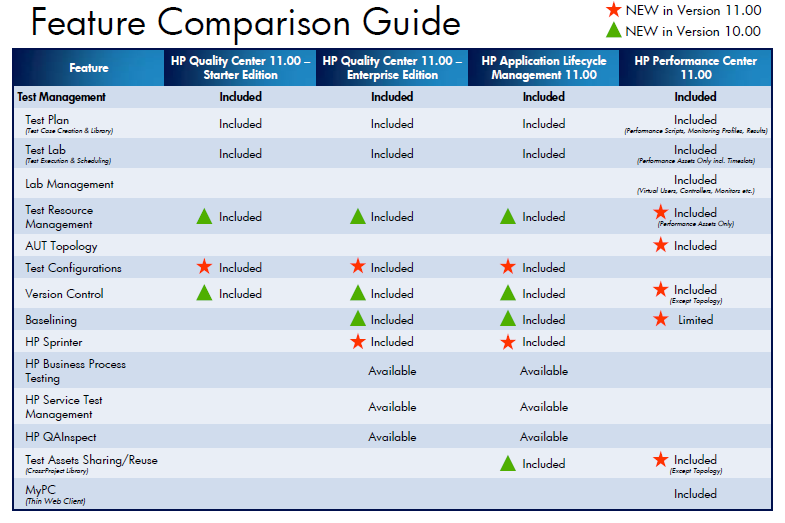 Feature Comparison Guide
NEW in Version 11.00
NEW in Version 10.00
Feature
HP Quality Center 11.00 –
Starter Edition
HP Quality Center 11.00 –
Enterprise Edition
HP Application Lifecycle
Management 11.00
HP Performance Center
11.00
Test Management
Included
Included
Included
Included
Test Plan
(Test Case Creation & Library)
Included
Included
Included
Included
(Performance Scripts, Monitoring Profiles, Results)
Test Lab
(Test Execution & Scheduling)
Included
Included
Included
Included
(Performance Assets Only incl. Timeslots)
Lab Management
Included
(Virtual Users, Controllers, Monitors etc.)
Test Resource
Management
Included
Included
Included
Included
(Performance Assets Only)
AUT Topology
Included
Test Configurations
Included
Included
Included
Version Control
Included
Included
Included
Included
(Except Topology)
Baselining
Included
Included
Limited
HP Sprinter
Included
Included
HP Business Process
Testing
Available
Available
HP Service Test
Management
Available
Available
HP QAInspect
Available
Available
Test Assets Sharing/Reuse
(Cross-Project Library)
Included
Included
(Except Topology)
MyPC
(Thin Web Client)
Included